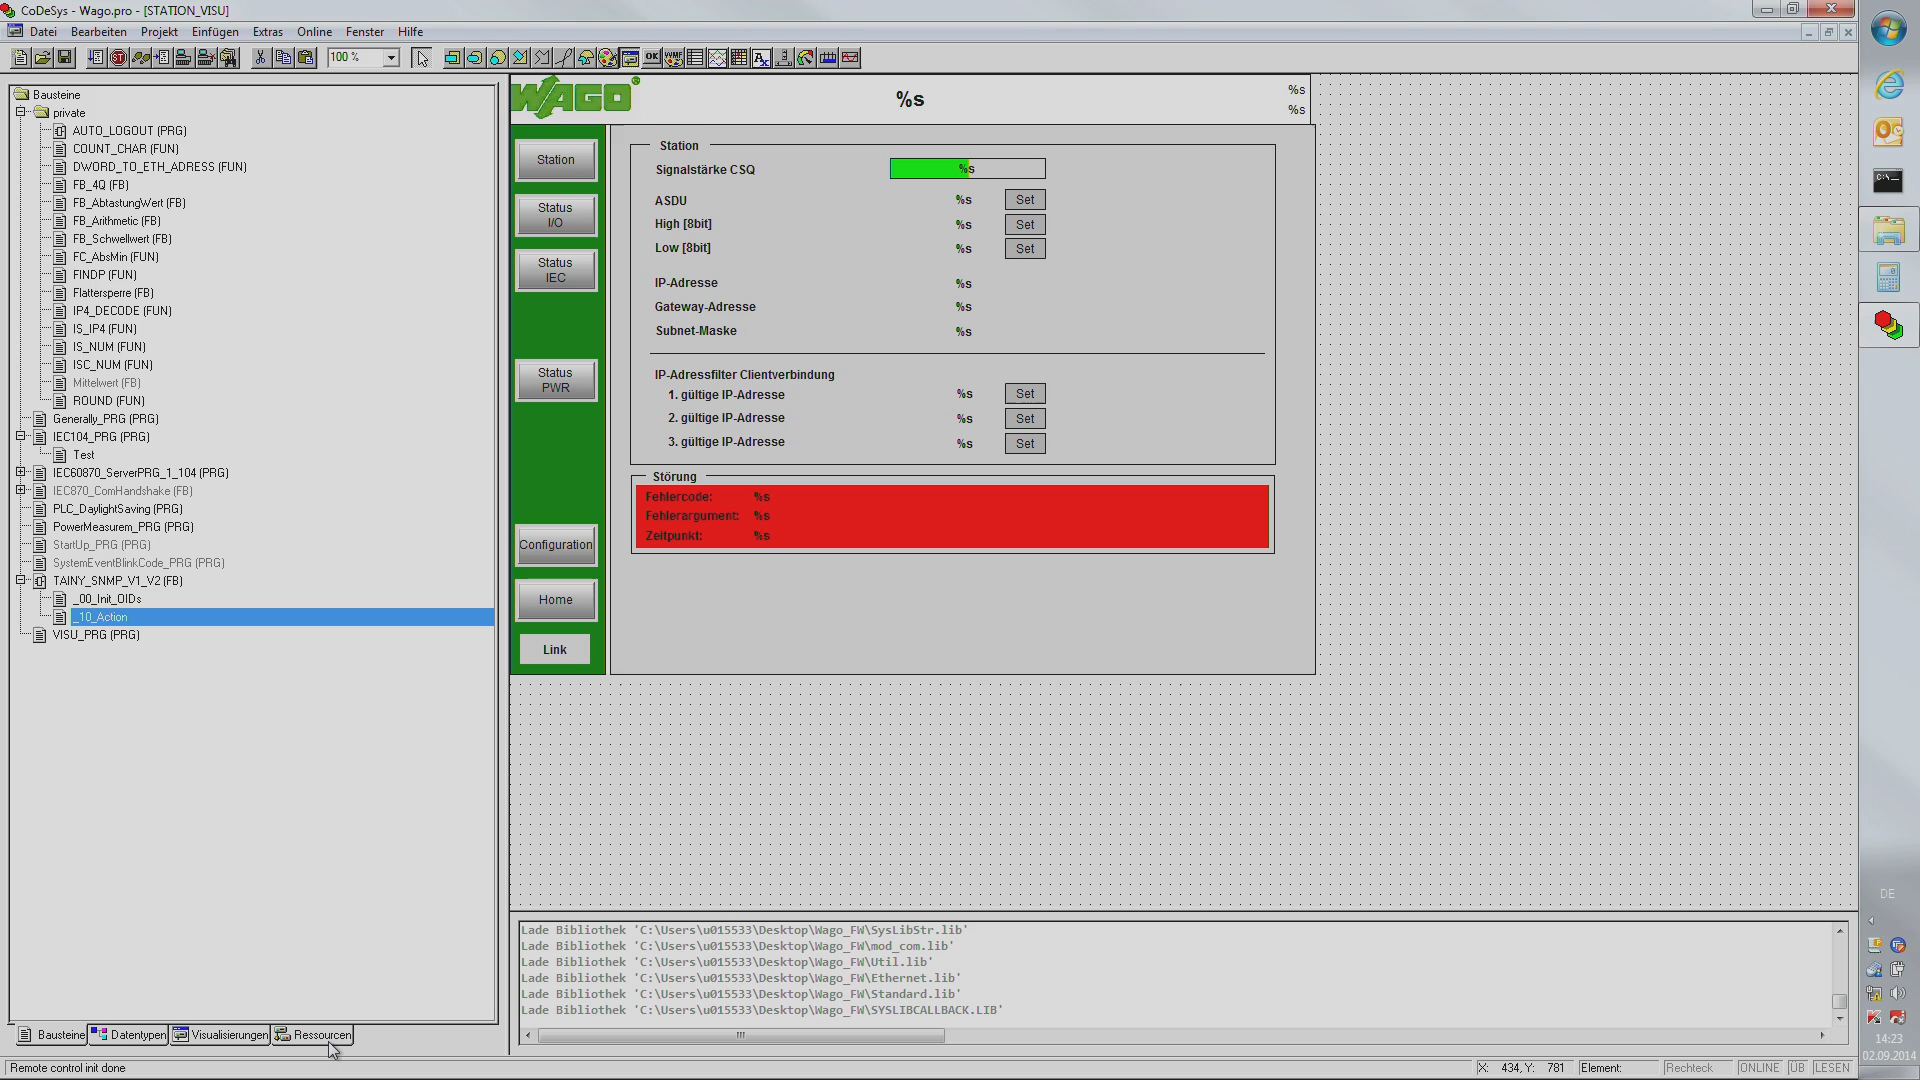 CoDeSys - Wago.pro - [STATION_VISU]
Datei Bearbeiten Projekt Einfügen Extras Online Fenster Hilfe
100 %
Bausteine
private
AUTO_LOGOUT (PRG)
COUNT_CHAR (FUN)
DWORD_TO_ETH_ADRESS (FUN)
FB_4Q (FB)
FB_AbtastungWert (FB)
FB_Arithmetic (FB)
FB_Schwellwert (FB)
FC_AbsMin (FUN)
FINDP (FUN)
Flattersperre (FB)
IP4_DECODE (FUN)
IS_IP4 (FUN)
IS_NUM (FUN)
ISC_NUM (FUN)
Mittelwert (FB)
ROUND (FUN)
Generally_PRG (PRG)
IEC104_PRG (PRG)
Test
IEC60870_ServerPRG_1_104 (PRG)
IEC870_ComHandshake (FB)
PLC_DaylightSaving (PRG)
PowerMeasurem_PRG (PRG)
StartUp_PRG (PRG)
SystemEventBlinkCode_PRG (PRG)
TAINY_SNMP_V1_V2 (FB)
_00_Init_OIDs
_10_Action
VISU_PRG (PRG)
Bausteine Datentypen Visualisierungen Ressourcen
WAGO
%s
%s
%s
Station
Status
I/O
Status
IEC
Status
PWR
Configuration
Home
Link
Station
Signalstärke CSQ %s
ASDU %s Set
High [8bit] %s Set
Low [8bit] %s Set
IP-Adresse %s
Gateway-Adresse %s
Subnet-Maske %s
IP-Adressfilter Clientverbindung
1. gültige IP-Adresse %s Set
2. gültige IP-Adresse %s Set
3. gültige IP-Adresse %s Set
Störung
Fehlercode: %s
Fehlerargument: %s
Zeitpunkt: %s
Lade Bibliothek 'C:\Users\u015533\Desktop\Wago_FW\SysLibStr.lib'
Lade Bibliothek 'C:\Users\u015533\Desktop\Wago_FW\mod_com.lib'
Lade Bibliothek 'C:\Users\u015533\Desktop\Wago_FW\Util.lib'
Lade Bibliothek 'C:\Users\u015533\Desktop\Wago_FW\Ethernet.lib'
Lade Bibliothek 'C:\Users\u015533\Desktop\Wago_FW\Standard.lib'
Lade Bibliothek 'C:\Users\u015533\Desktop\Wago_FW\SYSLIBCALLBACK.LIB'
Remote control init done
X: 434, Y: 781 Element: Rechteck ONLINE ÜB LESEN
DE
14:23
02.09.2014